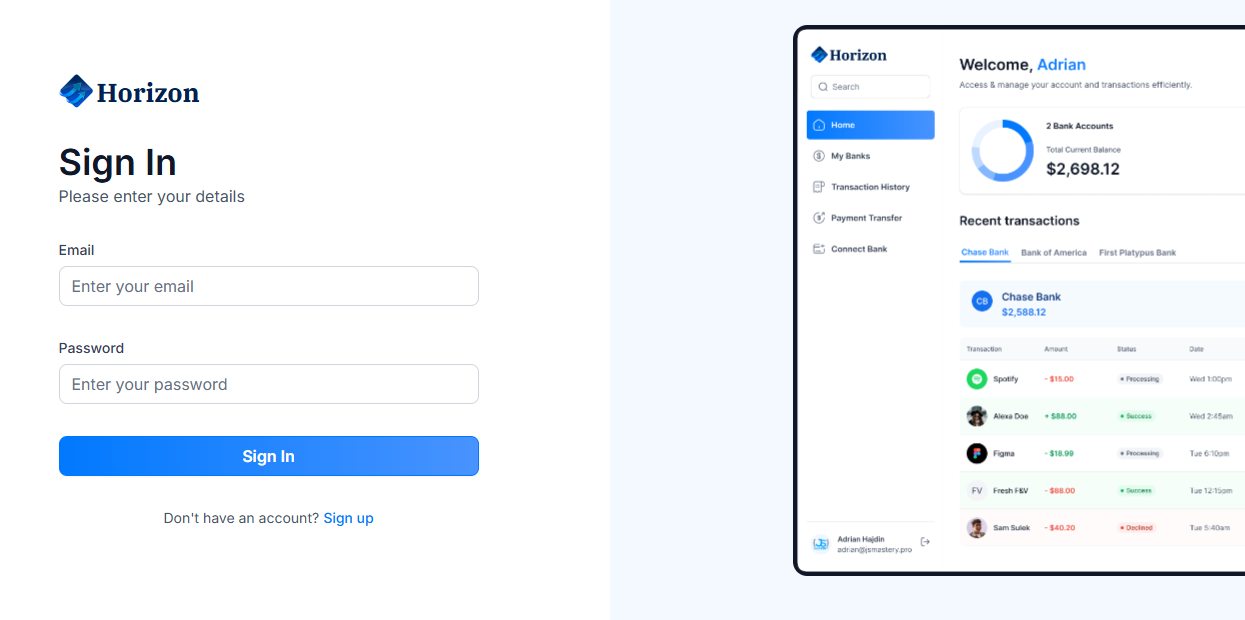 Horizon
Sign In
Please enter your details
Email
Enter your email
Password
Enter your password
Sign In
Don't have an account? Sign up
Horizon
Search
Home
My Banks
Transaction History
Payment Transfer
Connect Bank
Adrian Hajdin
adrian@jsmastery.pro
Welcome, Adrian
Access & manage your account and transactions efficiently.
2 Bank Accounts
Total Current Balance
$2,698.12
Recent transactions
Chase Bank Bank of America First Platypus Bank
CB
Chase Bank
$2,588.12
Transaction Amount Status Date
Spotify - $15.00 Processing Wed 1:00pm
Alexa Doe + $88.00 Success Wed 2:45am
Figma - $18.99 Processing Tue 6:10pm
FV Fresh F&V - $88.00 Success Tue 12:15pm
Sam Sulek - $40.20 Declined Tue 5:40am